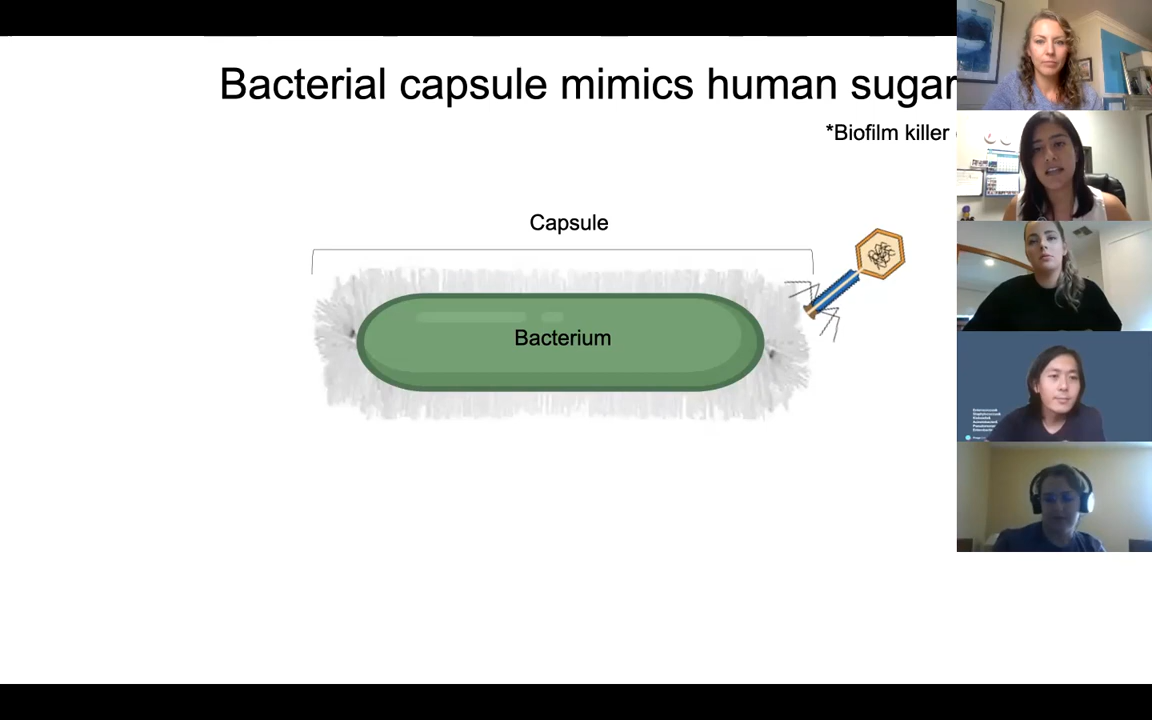 Bacterial capsule mimics human sugar
*Biofilm killer
Capsule
Bacterium